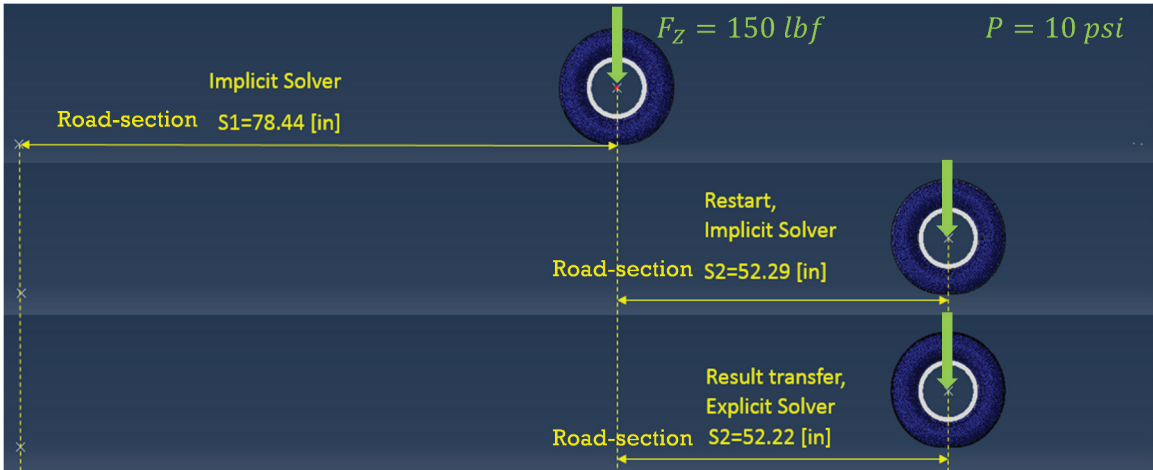 F_Z = 150 lbf
P = 10 psi
Implicit Solver
Road-section S1=78.44 [in]
Restart,
Implicit Solver
Road-section S2=52.29 [in]
Result transfer,
Explicit Solver
Road-section S2=52.22 [in]